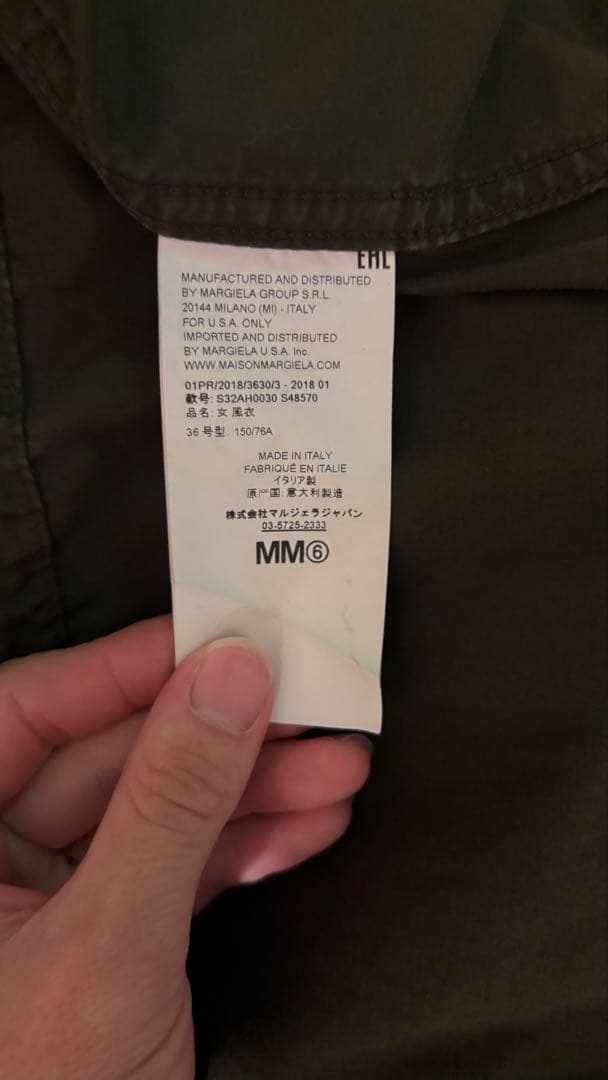 EAC
MANUFACTURED AND DISTRIBUTED
BY MARGIELA GROUP S.R.L
20144 MILANO (MI) - ITALY
FOR U.S.A. ONLY
IMPORTED AND DISTRIBUTED
BY MARGIELA U.S.A. Inc.
WWW.MAISONMARGIELA.COM
01PR/2018/3630/3 - 2018 01
款号: S32AH0030 S48570
品名: 女 風衣
36 号型 150/76A
MADE IN ITALY
FABRIQUÉ EN ITALIE
イタリア製
原产国: 意大利製造
株式会社マルジェラジャパン
03-5725-2333
MM⑥